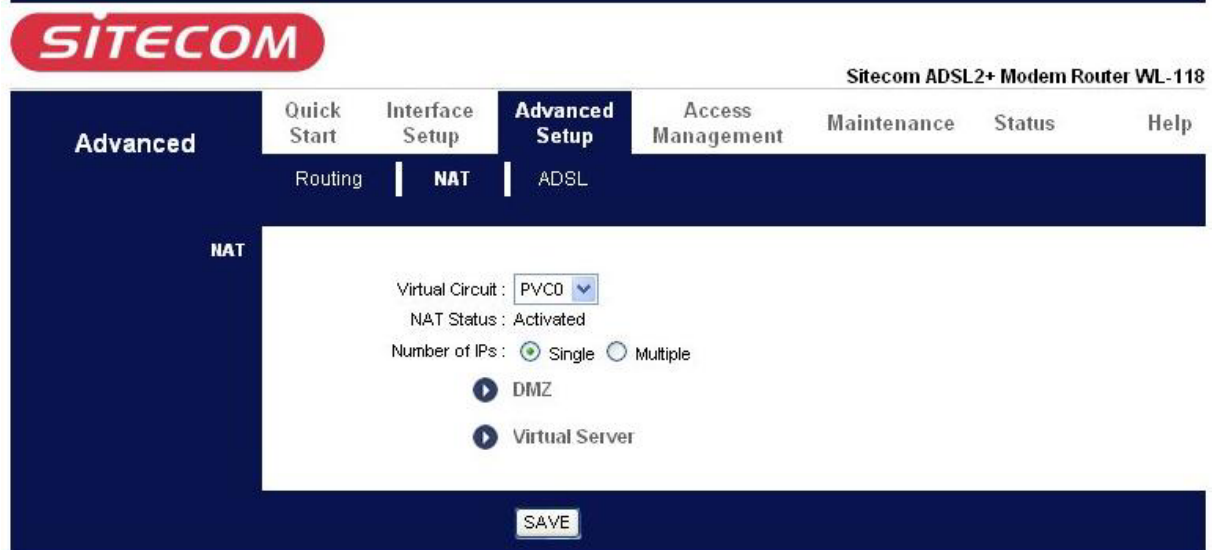 SITECOM
Sitecom ADSL2+ Modem Router WL-118
Advanced
Quick Start
Interface Setup
Advanced Setup
Access Management
Maintenance
Status
Help
Routing
NAT
ADSL
NAT
Virtual Circuit : PVC0
NAT Status : Activated
Number of IPs : Single Multiple
DMZ
Virtual Server
SAVE